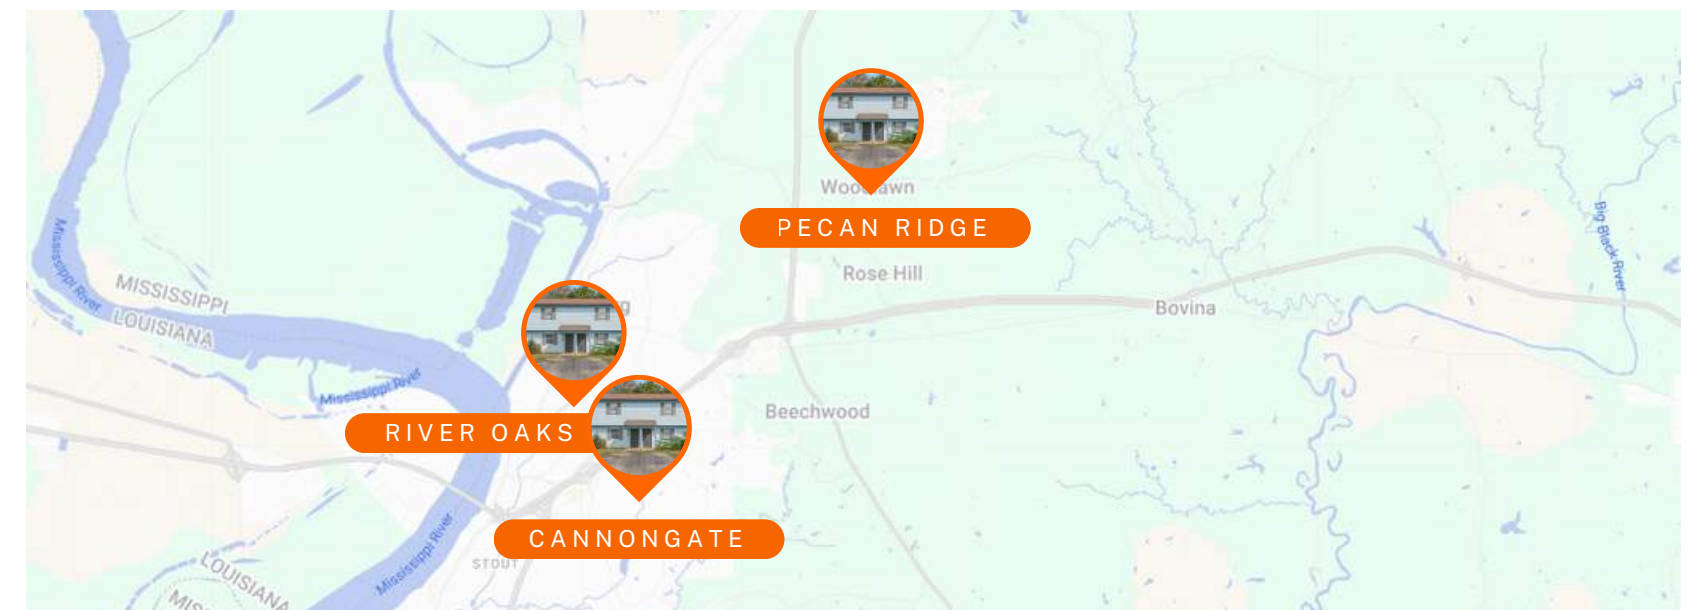 Woodlawn
PECAN RIDGE
Mississippi River
Big Black River
Rose Hill
MISSISSIPPI
LOUISIANA
Bovina
Mississippi River
Beechwood
RIVER OAKS
CANNONGATE
Mississippi River
STOUT
LOUISIANA